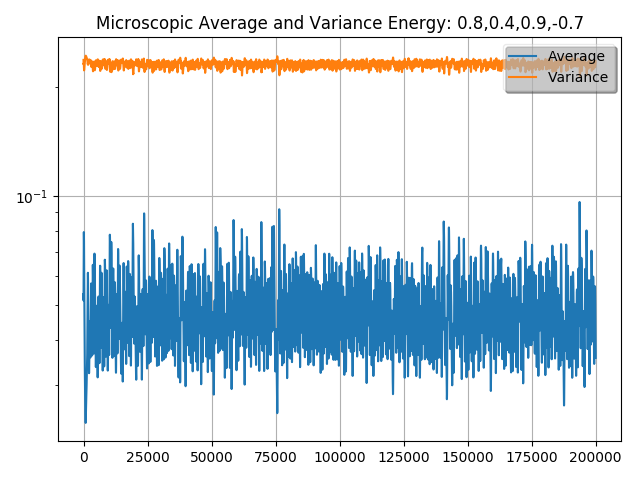 Microscopic Average and Variance Energy: 0.8,0.4,0.9,-0.7
Average
Variance
10⁻¹
0 25000 50000 75000 100000 125000 150000 175000 200000